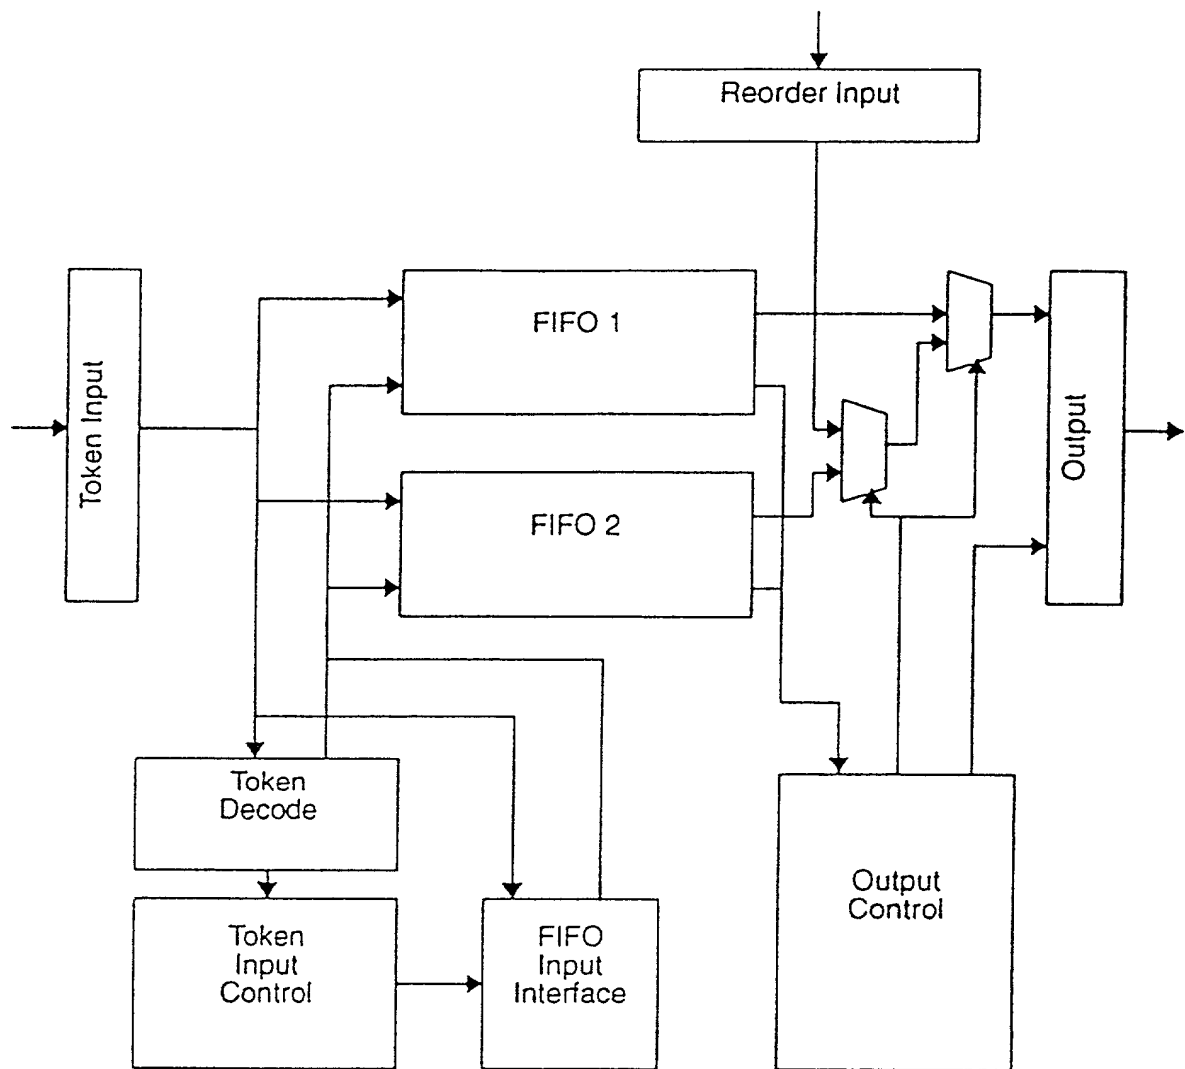 Reorder Input
Token Input
FIFO 1
FIFO 2
Output
Token
Decode
Token
Input
Control
FIFO
Input
Interface
Output
Control